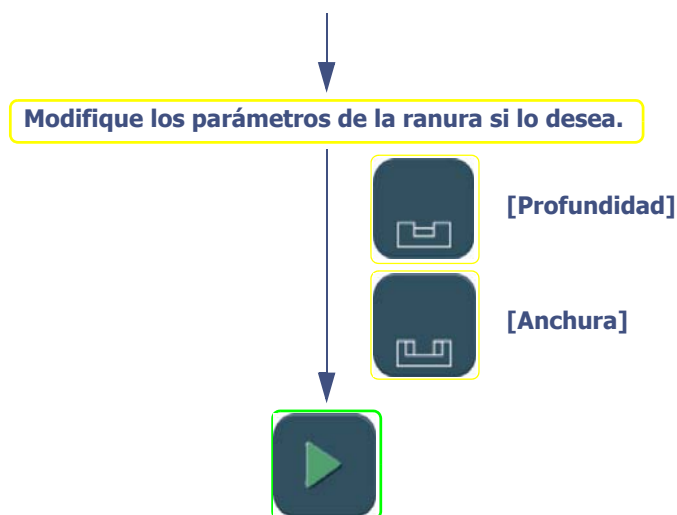 Modifique los parámetros de la ranura si lo desea.
[Profundidad]
[Anchura]